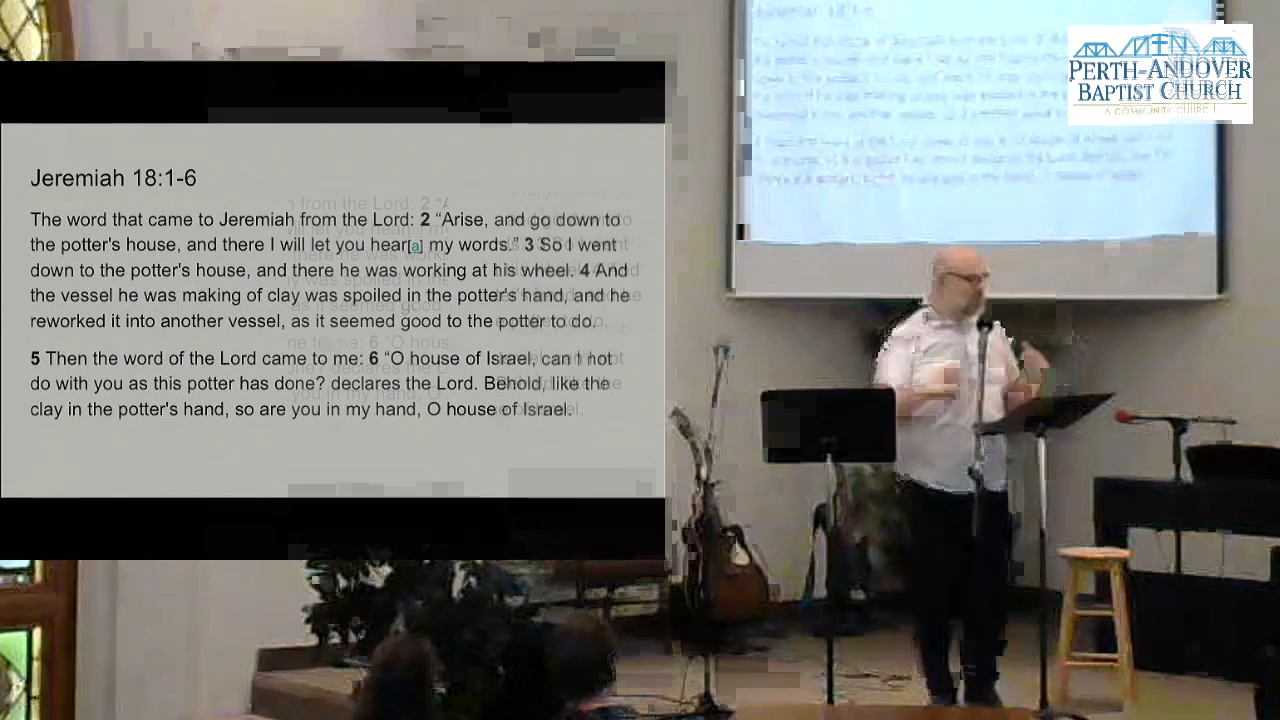 Jeremiah 18:1-6
The word that came to Jeremiah from the Lord: 2 “Arise, and go down to
the potter's house, and there I will let you hear[a] my words.” 3 So I went
down to the potter's house, and there he was working at his wheel. 4 And
the vessel he was making of clay was spoiled in the potter's hand, and he
reworked it into another vessel, as it seemed good to the potter to do.
5 Then the word of the Lord came to me: 6 “O house of Israel, can I not
do with you as this potter has done? declares the Lord. Behold, like the
clay in the potter's hand, so are you in my hand, O house of Israel.
Jeremiah 18:1-6
PERTH-ANDOVER
BAPTIST CHURCH
A COMMUNITY CHURCH